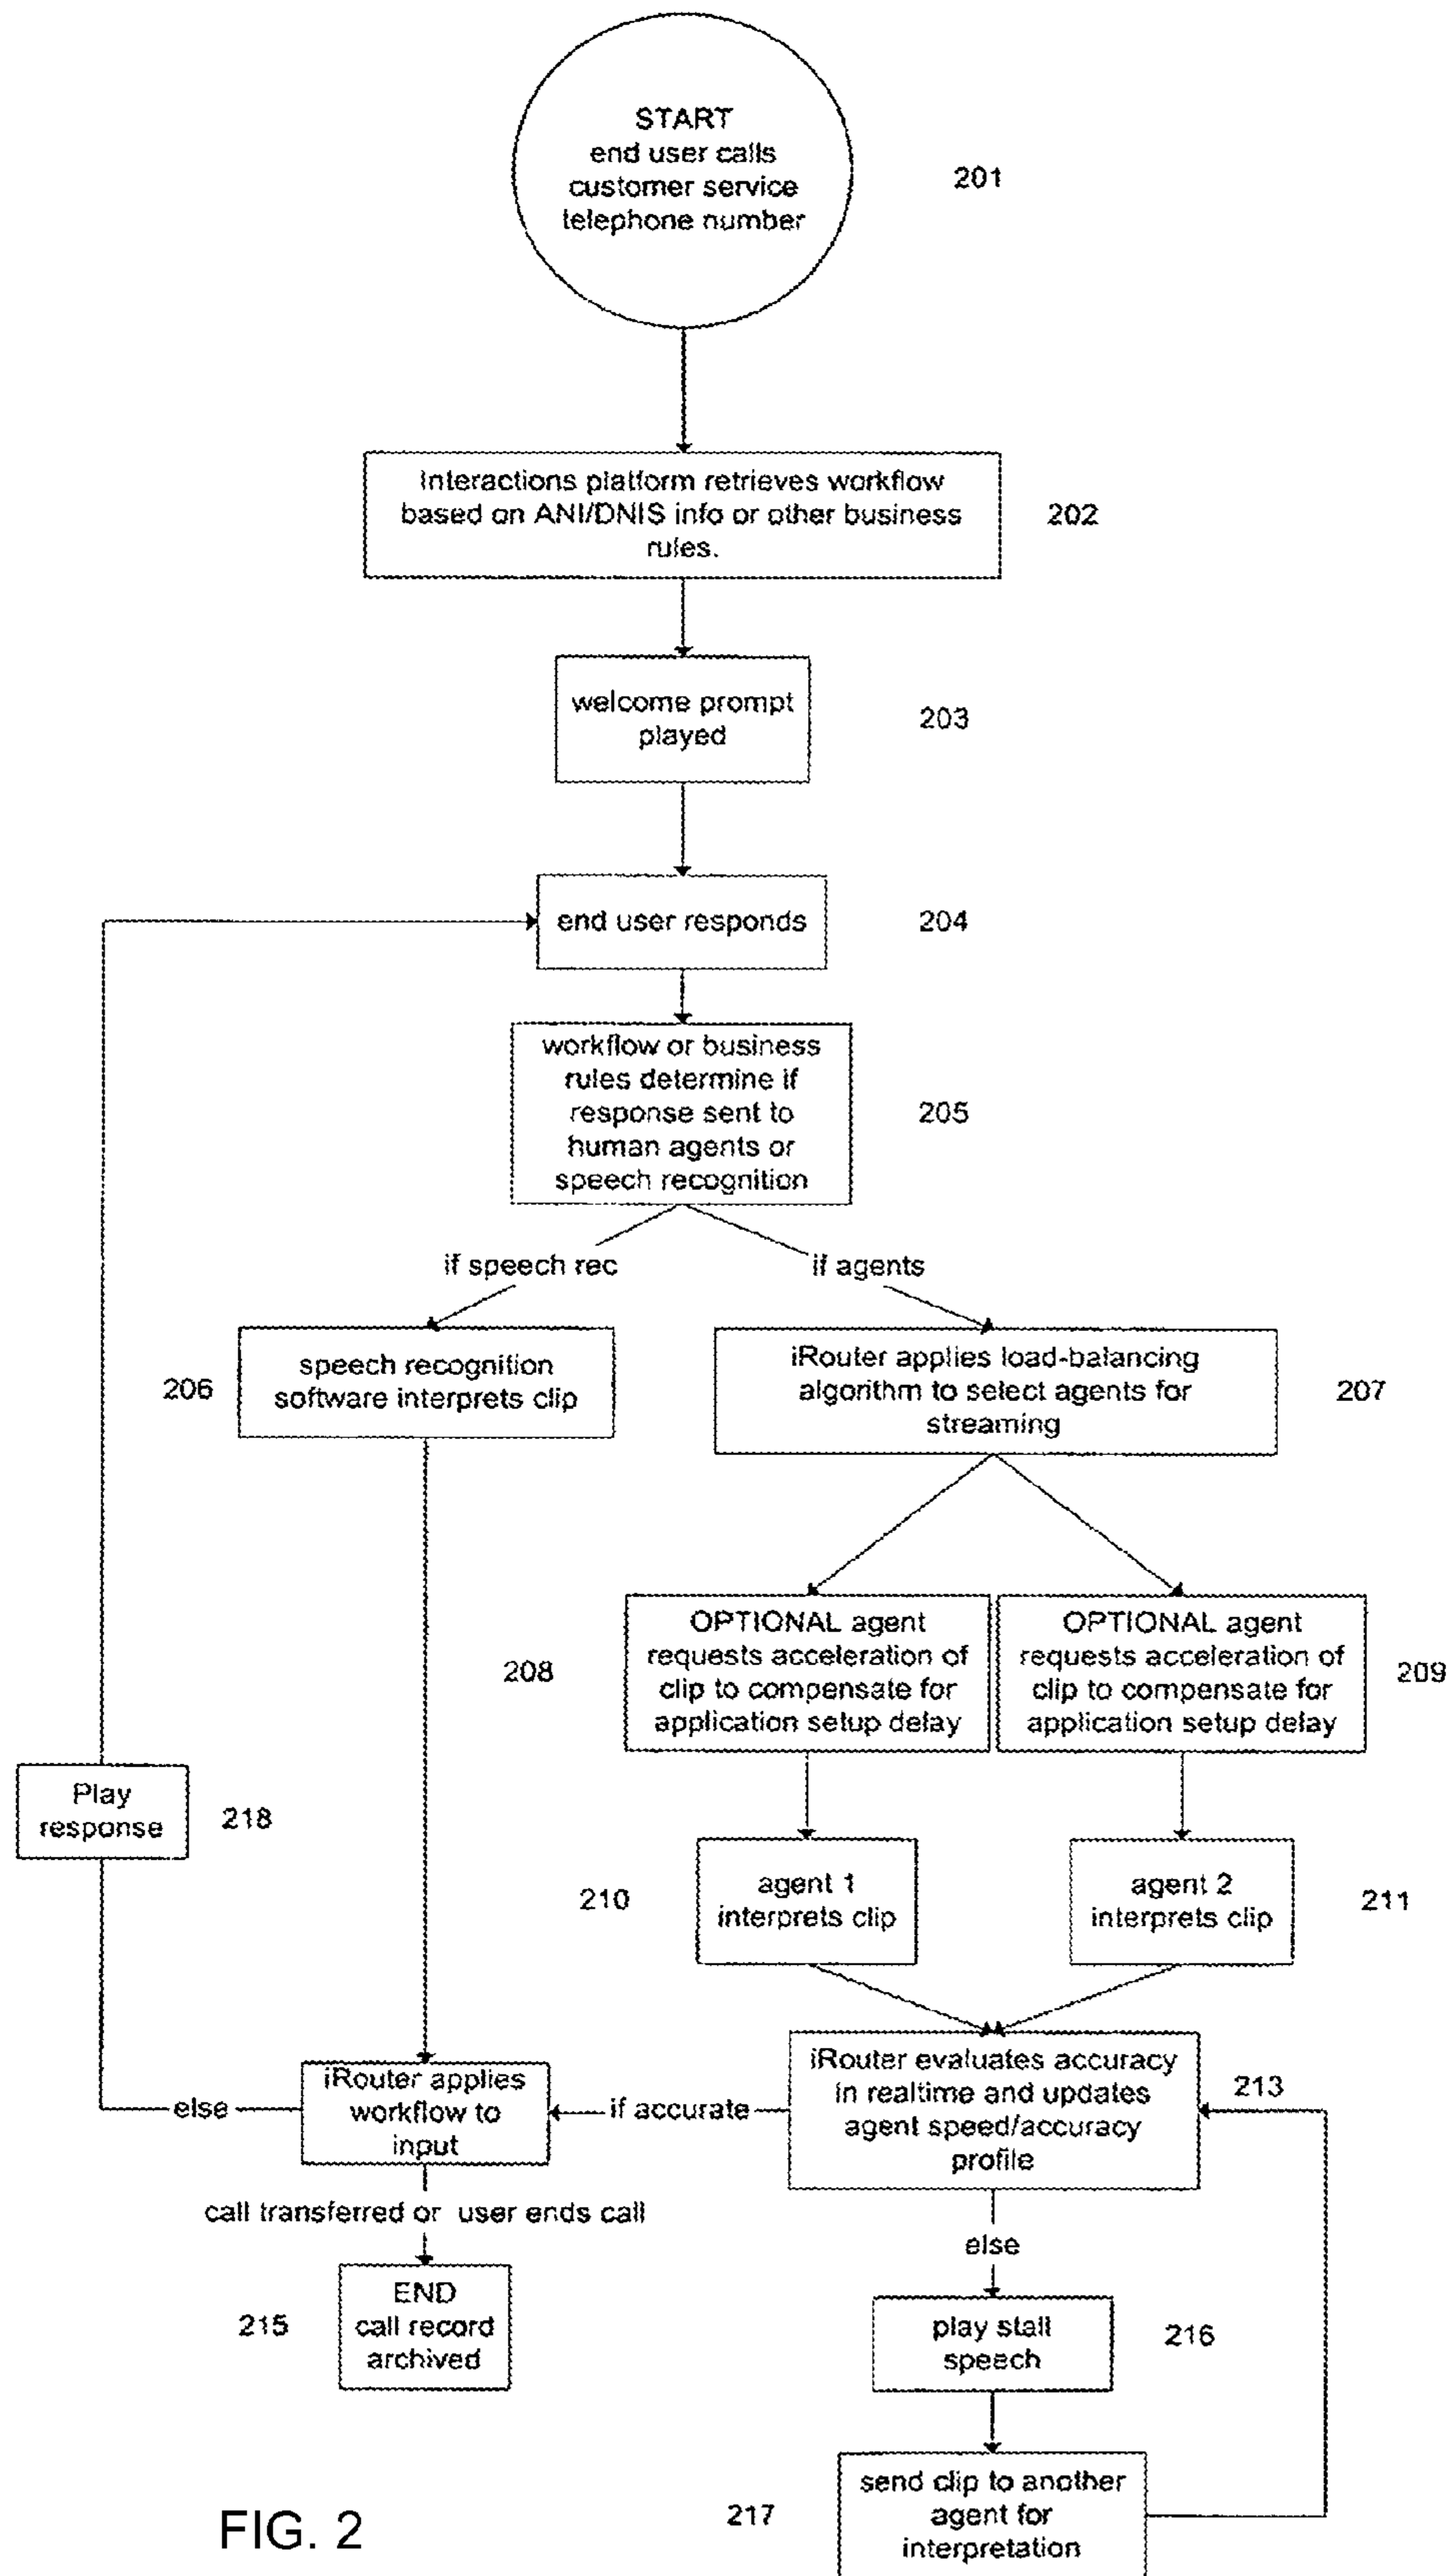 START
end user calls
customer service
telephone number
201
Interactions platform retrieves workflow
based on ANI/DNIS info or other business
rules.
202
welcome prompt
played
203
end user responds
204
workflow or business
rules determine if
response sent to
human agents or
speech recognition
205
if speech rec
if agents
206
speech recognition
software interprets clip
iRouter applies load-balancing
algorithm to select agents for
streaming
207
208
OPTIONAL agent
requests acceleration of
clip to compensate for
application setup delay
OPTIONAL agent
requests acceleration of
clip to compensate for
application setup delay
209
Play
response
218
210
agent 1
interprets clip
agent 2
interprets clip
211
else
iRouter applies
workflow to
input
if accurate
iRouter evaluates accuracy
in realtime and updates
agent speed/accuracy
profile
213
call transferred or user ends call
else
215
END
call record
archived
play stall
speech
216
217
send clip to another
agent for
interpretation
FIG. 2